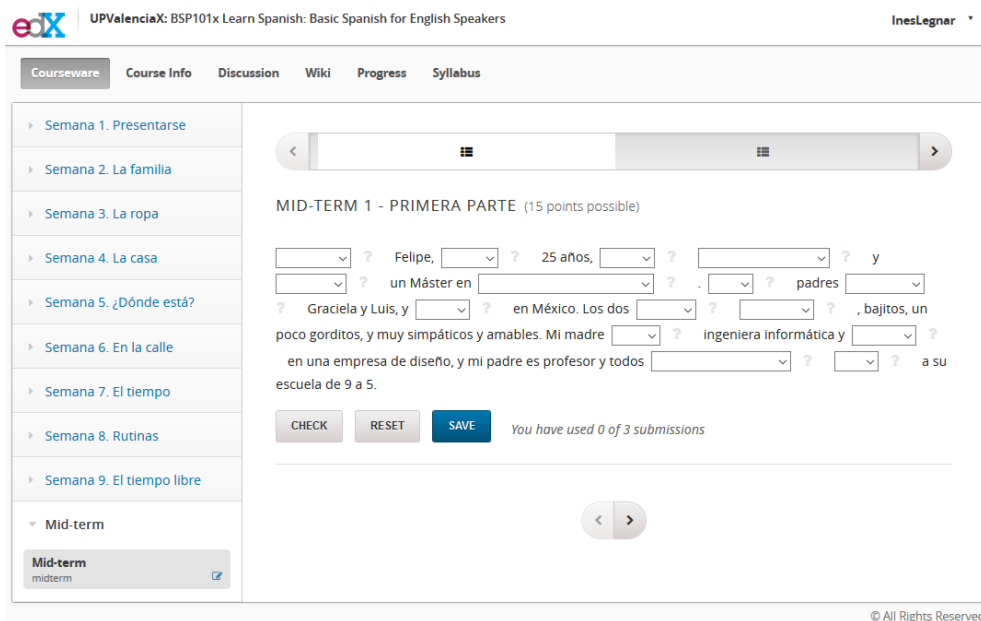 edX
UPValenciaX: BSP101x Learn Spanish: Basic Spanish for English Speakers
InesLegnar
Courseware
Course Info
Discussion
Wiki
Progress
Syllabus
Semana 1. Presentarse
Semana 2. La familia
Semana 3. La ropa
Semana 4. La casa
Semana 5. ¿Dónde está?
Semana 6. En la calle
Semana 7. El tiempo
Semana 8. Rutinas
Semana 9. El tiempo libre
Mid-term
Mid-term
midterm
MID-TERM 1 - PRIMERA PARTE (15 points possible)
? Felipe, ? 25 años, ? ? y
? un Máster en ? . ? padres
? Graciela y Luis, y ? en México. Los dos ? ? , bajitos, un
poco gorditos, y muy simpáticos y amables. Mi madre ? ingeniera informática y ?
en una empresa de diseño, y mi padre es profesor y todos ? ? a su
escuela de 9 a 5.
CHECK
RESET
SAVE
You have used 0 of 3 submissions
© All Rights Reserved